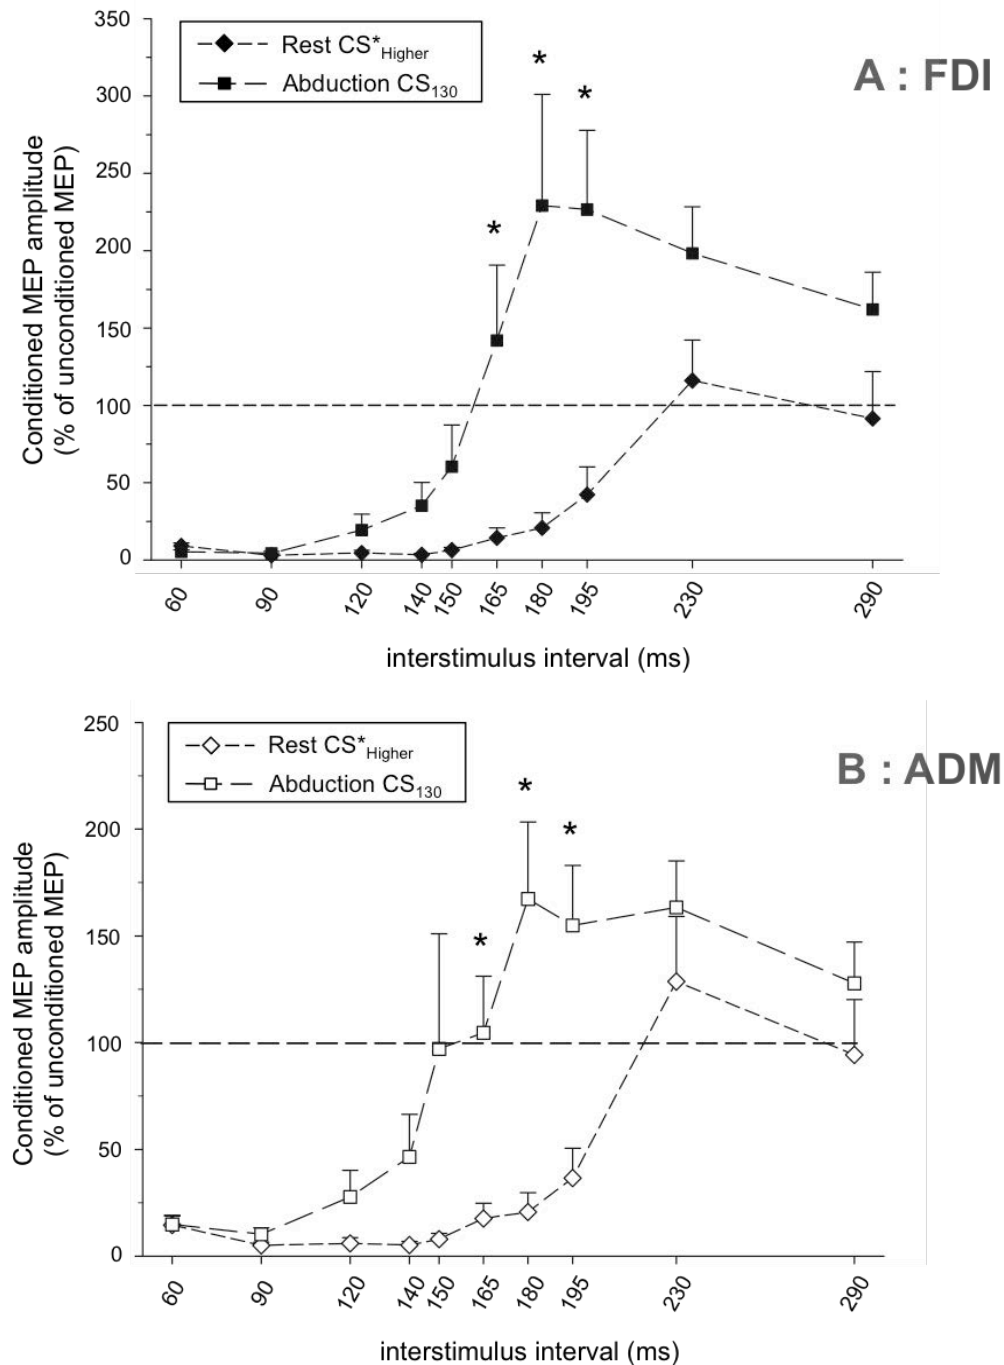 350
300
250
200
150
100
50
0
Conditioned MEP amplitude
(% of unconditioned MEP)
Rest CS*Higher
Abduction CS130
A : FDI
*
*
*
60 90 120 140 150 165 180 195 230 290
interstimulus interval (ms)
250
200
150
100
50
0
Conditioned MEP amplitude
(% of unconditioned MEP)
Rest CS*Higher
Abduction CS130
B : ADM
*
*
*
60 90 120 140 150 165 180 195 230 290
interstimulus interval (ms)